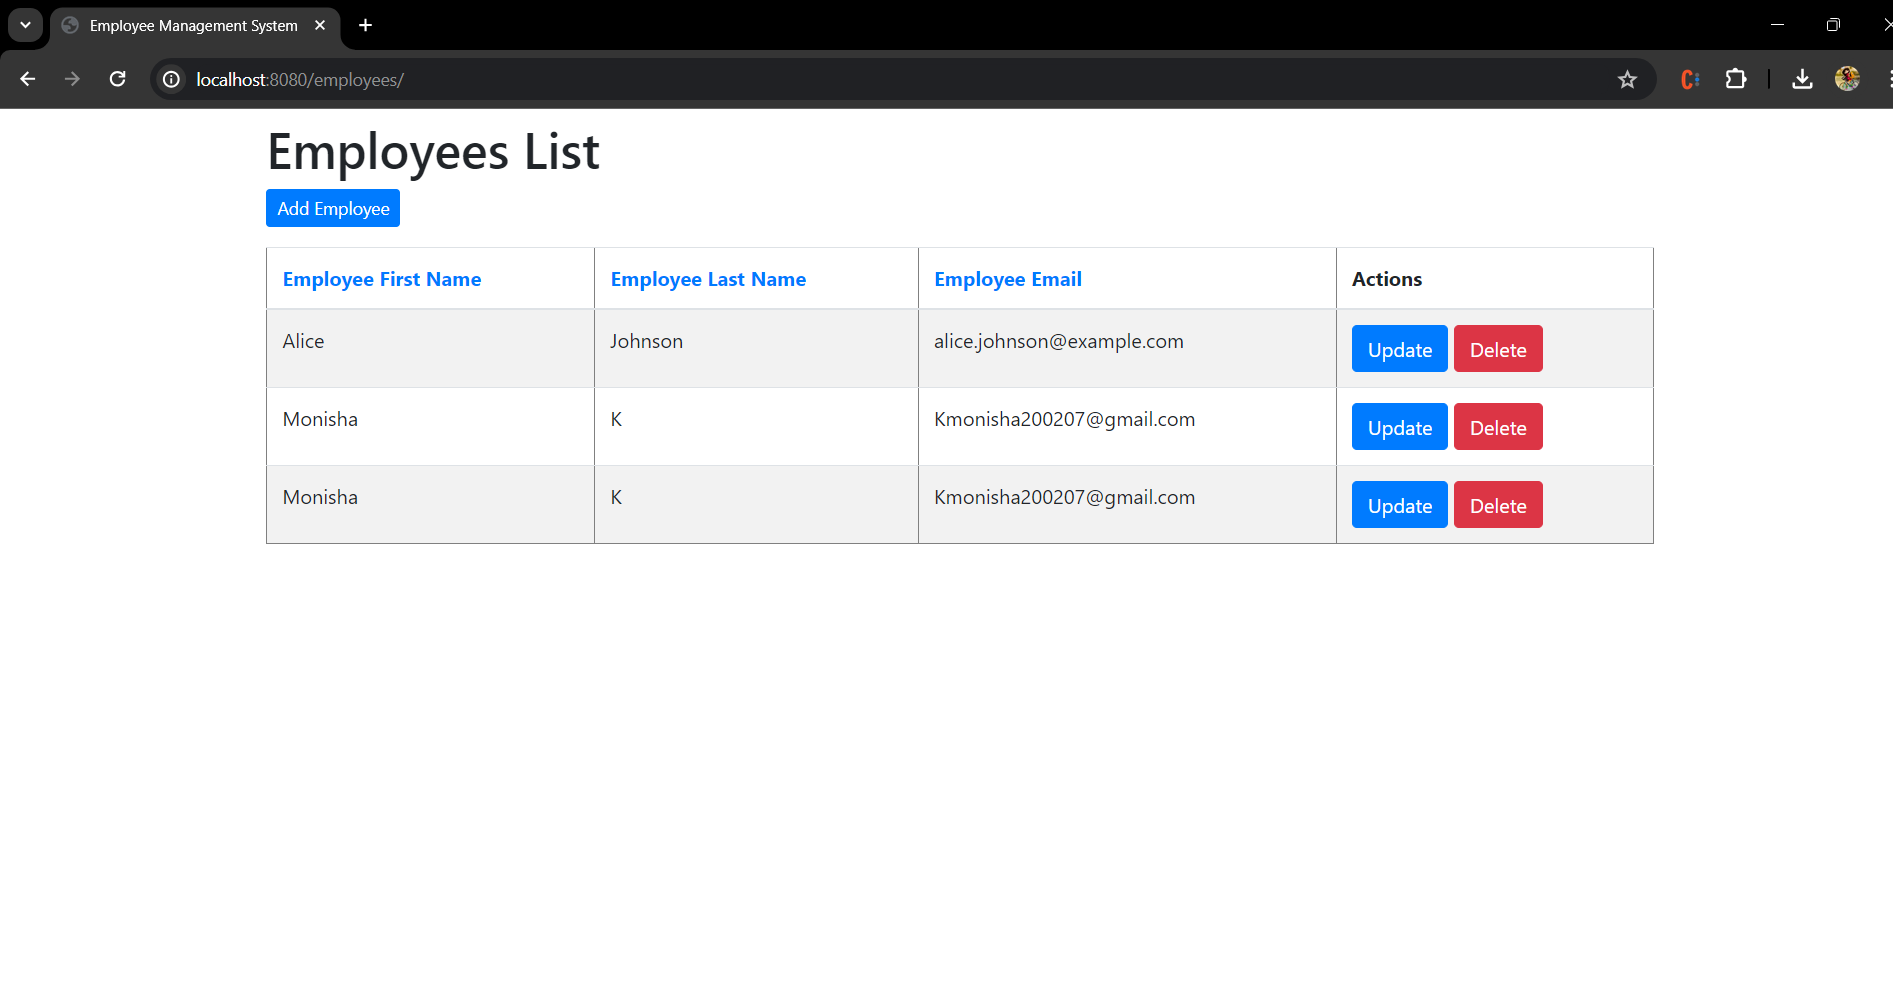 Employee Management System
localhost:8080/employees/
Employees List
Add Employee
Employee First Name Employee Last Name Employee Email Actions
Alice Johnson alice.johnson@example.com Update Delete
Monisha K Kmonisha200207@gmail.com Update Delete
Monisha K Kmonisha200207@gmail.com Update Delete